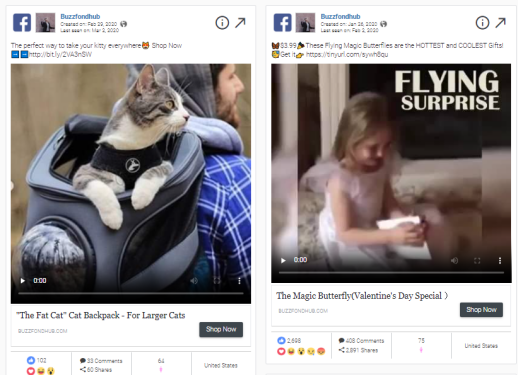 Buzzfondhub
Created on: Feb 29, 2020
Last seen on: Mar 3, 2020
The perfect way to take your kitty everywhere😻 Shop Now
➡️➡️http://bit.ly/2VA3nSW
0:00
"The Fat Cat" Cat Backpack - For Larger Cats
BUZZFONDHUB.COM
Shop Now
102
33 Comments
60 Shares
64
United States
Buzzfondhub
Created on: Jan 26, 2020
Last seen on: Feb 2, 2020
🦋$3.99🎉These Flying Magic Butterflies are the HOTTEST and COOLEST Gifts!
😍Get it👉 https://tinyurl.com/sywh8qu
FLYING
SURPRISE
0:00
The Magic Butterfly(Valentine's Day Special 〉
BUZZFONDHUB.COM
Shop Now
2,698
408 Comments
2,891 Shares
75
United States